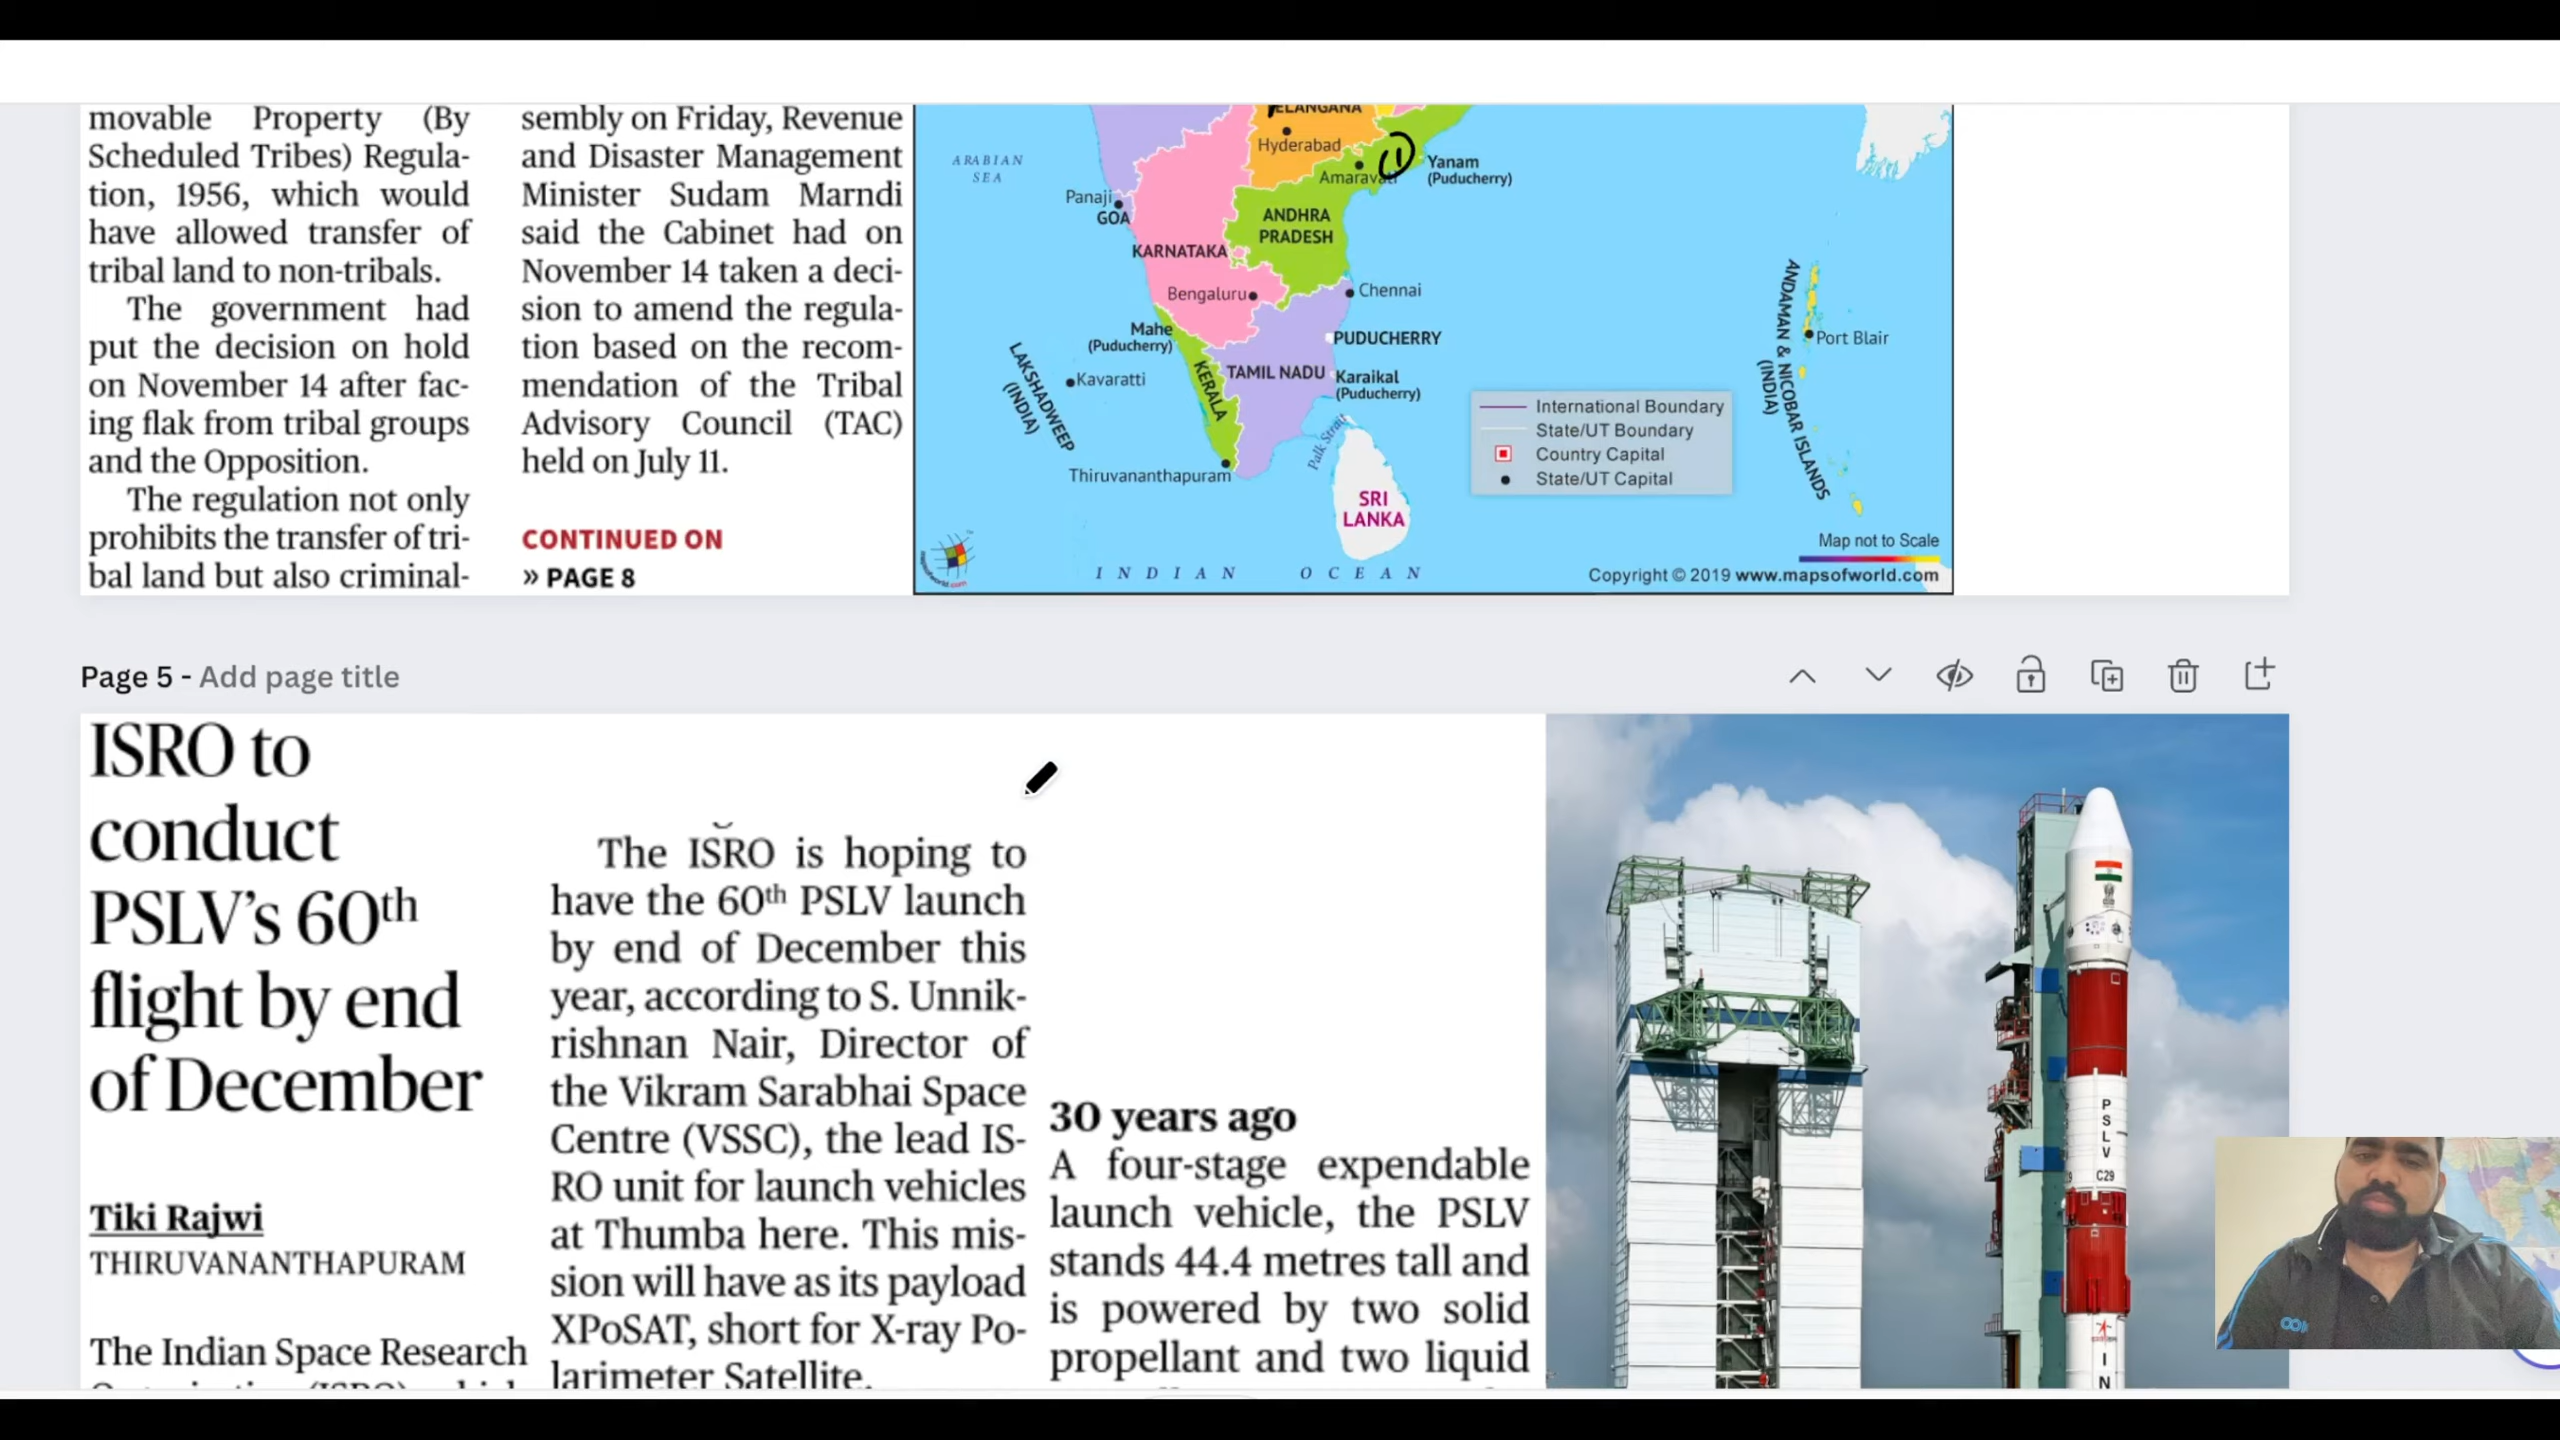 movable Property (By
Scheduled Tribes) Regula-
tion, 1956, which would
have allowed transfer of
tribal land to non-tribals.
The government had
put the decision on hold
on November 14 after fac-
ing flak from tribal groups
and the Opposition.
The regulation not only
prohibits the transfer of tri-
bal land but also criminal-
sembly on Friday, Revenue
and Disaster Management
Minister Sudam Marndi
said the Cabinet had on
November 14 taken a deci-
sion to amend the regula-
tion based on the recom-
mendation of the Tribal
Advisory Council (TAC)
held on July 11.
CONTINUED ON
» PAGE 8
TELANGANA
Hyderabad
ARABIAN
SEA
1
Amaravati
Yanam
(Puducherry)
Panaji
GOA
ANDHRA
PRADESH
KARNATAKA
Bengaluru
Chennai
Mahe
(Puducherry)
PUDUCHERRY
LAKSHADWEEP
(INDIA)
Kavaratti
KERALA
TAMIL NADU
Karaikal
(Puducherry)
Palk Strait
Thiruvananthapuram
SRI
LANKA
ANDAMAN & NICOBAR ISLANDS
(INDIA)
Port Blair
International Boundary
State/UT Boundary
Country Capital
State/UT Capital
Map not to Scale
INDIAN OCEAN
Copyright © 2019 www.mapsofworld.com
Page 5 - Add page title
ISRO to
conduct
PSLV's 60th
flight by end
of December
Tiki Rajwi
THIRUVANANTHAPURAM
The Indian Space Research
The ISRO is hoping to
have the 60th PSLV launch
by end of December this
year, according to S. Unnik-
rishnan Nair, Director of
the Vikram Sarabhai Space
Centre (VSSC), the lead IS-
RO unit for launch vehicles
at Thumba here. This mis-
sion will have as its payload
XPoSAT, short for X-ray Po-
larimeter Satellite.
30 years ago
A four-stage expendable
launch vehicle, the PSLV
stands 44.4 metres tall and
is powered by two solid
propellant and two liquid
PSLV
C29
I
N